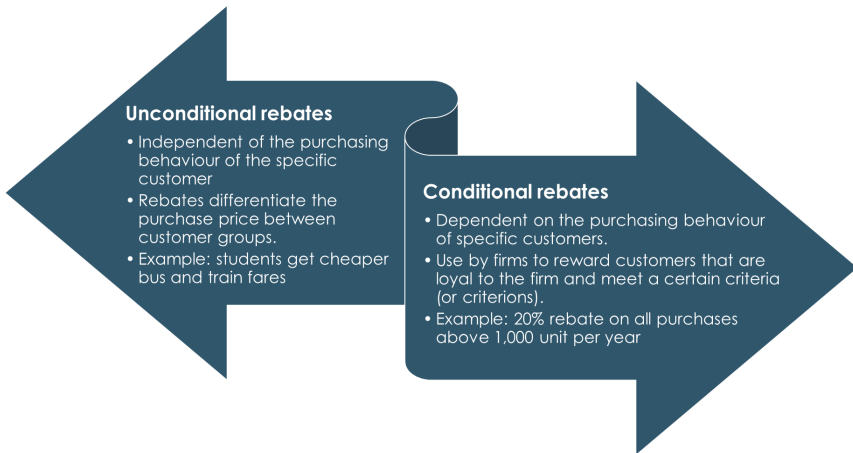 Unconditional rebates
• Independent of the purchasing
behaviour of the specific
customer
• Rebates differentiate the
purchase price between
customer groups.
• Example: students get cheaper
bus and train fares
Conditional rebates
• Dependent on the purchasing behaviour
of specific customers.
• Use by firms to reward customers that are
loyal to the firm and meet a certain criteria
(or criterions).
• Example: 20% rebate on all purchases
above 1,000 unit per year